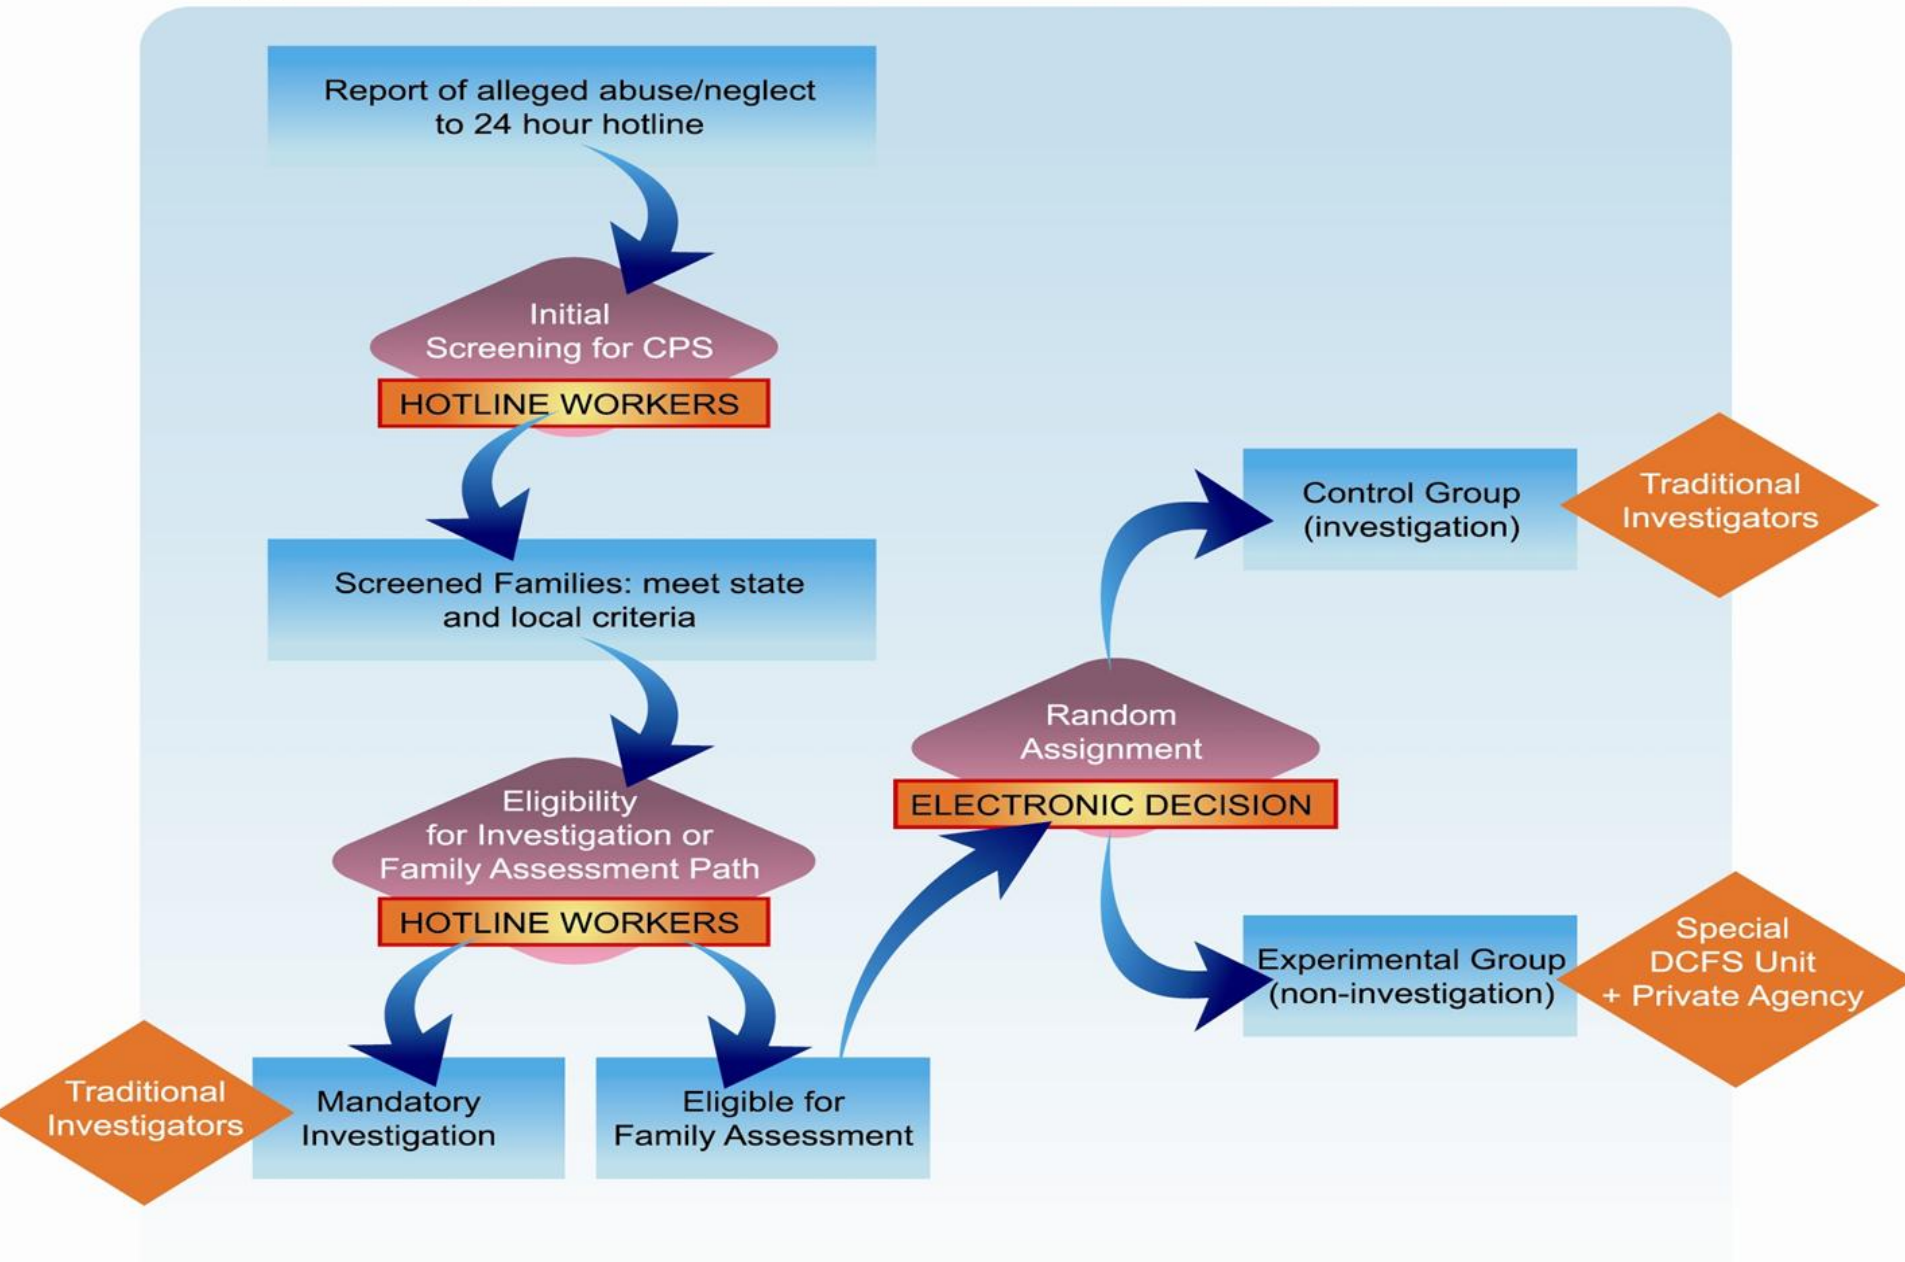 Report of alleged abuse/neglect
to 24 hour hotline
Initial
Screening for CPS
HOTLINE WORKERS
Screened Families: meet state
and local criteria
Eligibility
for Investigation or
Family Assessment Path
HOTLINE WORKERS
Traditional
Investigators
Mandatory
Investigation
Eligible for
Family Assessment
Random
Assignment
ELECTRONIC DECISION
Control Group
(investigation)
Traditional
Investigators
Experimental Group
(non-investigation)
Special
DCFS Unit
+ Private Agency